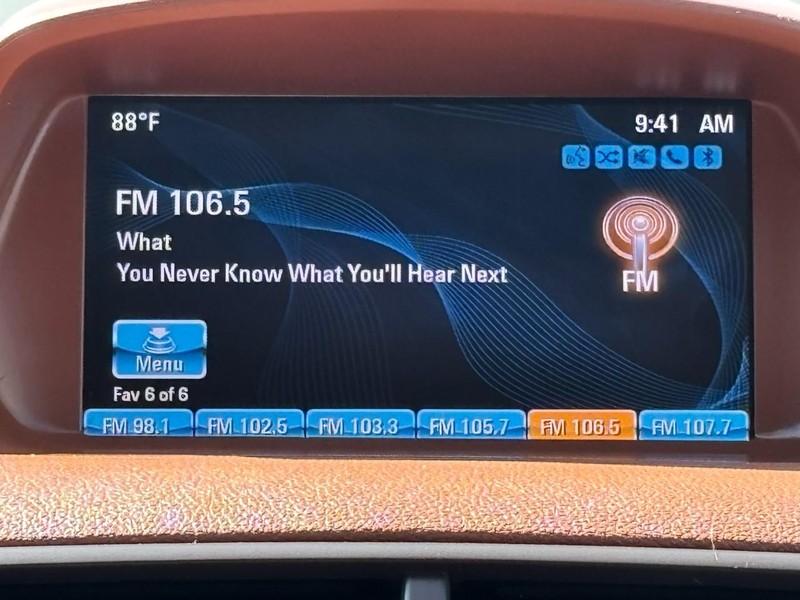 88°F
9:41 AM
FM 106.5
What
You Never Know What You'll Hear Next
FM
Menu
Fav 6 of 6
FM 98.1
FM 102.5
FM 103.3
FM 105.7
FM 106.5
FM 107.7